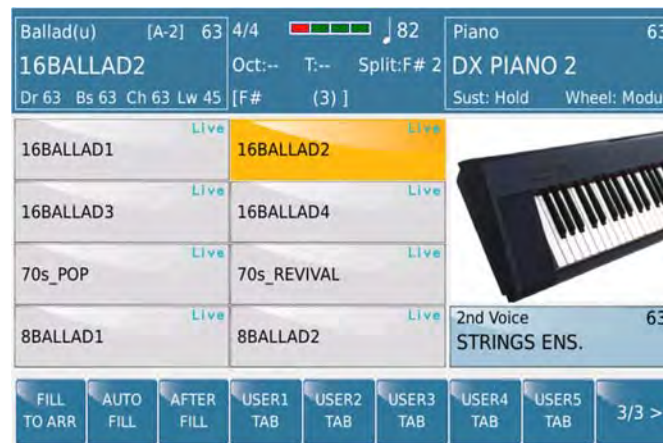 Ballad(u) [A-2] 63
16BALLAD2
Dr 63 Bs 63 Ch 63 Lw 45
4/4 ♩ 82
Oct:-- T:-- Split:F# 2
[F# (3) ]
Piano 63
DX PIANO 2
Sust: Hold Wheel: Modu
Live
16BALLAD1
Live
16BALLAD2
Live
16BALLAD3
Live
16BALLAD4
Live
70s_POP
Live
70s_REVIVAL
Live
8BALLAD1
Live
8BALLAD2
2nd Voice 63
STRINGS ENS.
FILL
TO ARR
AUTO
FILL
AFTER
FILL
USER1
TAB
USER2
TAB
USER3
TAB
USER4
TAB
USER5
TAB
3/3 >